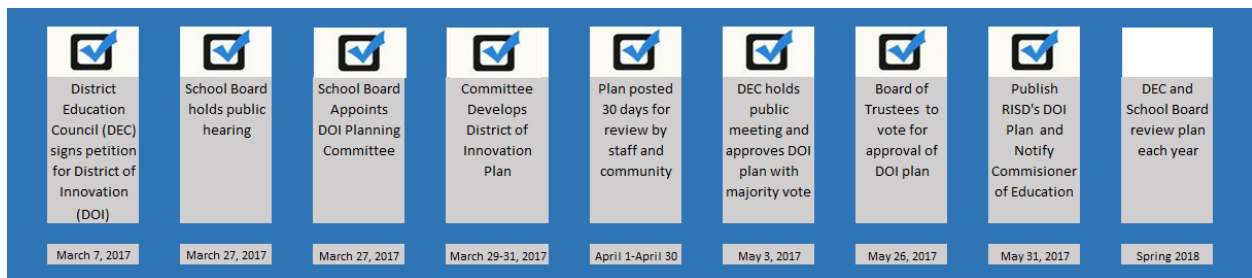 District
Education
Council (DEC)
signs petition
for District of
Innovation
(DOI)
School Board
holds public
hearing
School Board
Appoints
DOI Planning
Committee
Committee
Develops
District of
Innovation
Plan
Plan posted
30 days for
review by
staff and
community
DEC holds
public
meeting and
approves DOI
plan with
majority vote
Board of
Trustees to
vote for
approval of
DOI plan
Publish
RISD's DOI
Plan and
Notify
Commisioner
of Education
DEC and
School Board
review plan
each year
March 7, 2017
March 27, 2017
March 27, 2017
March 29-31, 2017
April 1-April 30
May 3, 2017
May 26, 2017
May 31, 2017
Spring 2018